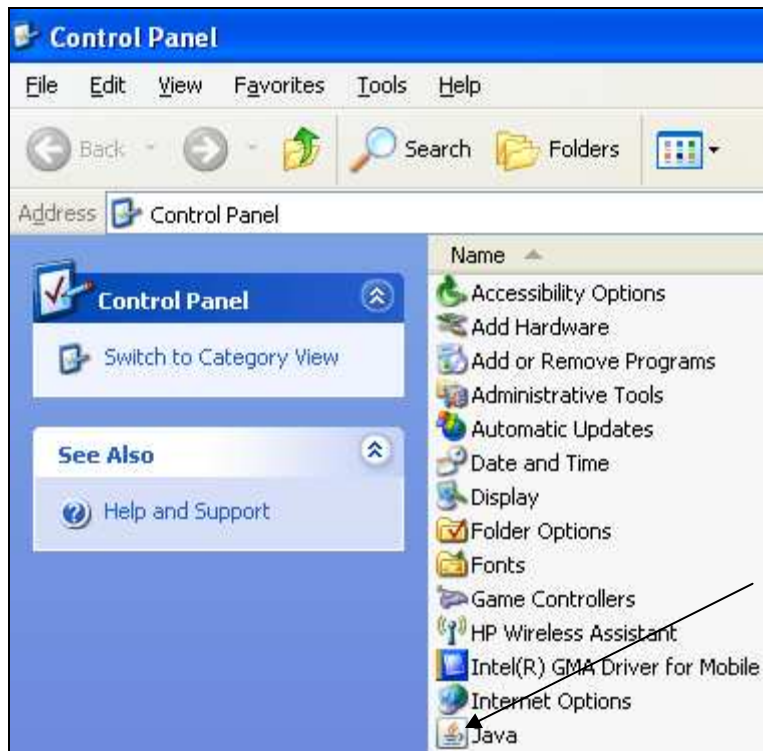 Control Panel
File Edit View Favorites Tools Help
Back Search Folders
Address Control Panel
Control Panel
Switch to Category View
See Also
Help and Support
Name
Accessibility Options
Add Hardware
Add or Remove Programs
Administrative Tools
Automatic Updates
Date and Time
Display
Folder Options
Fonts
Game Controllers
HP Wireless Assistant
Intel(R) GMA Driver for Mobile
Internet Options
Java